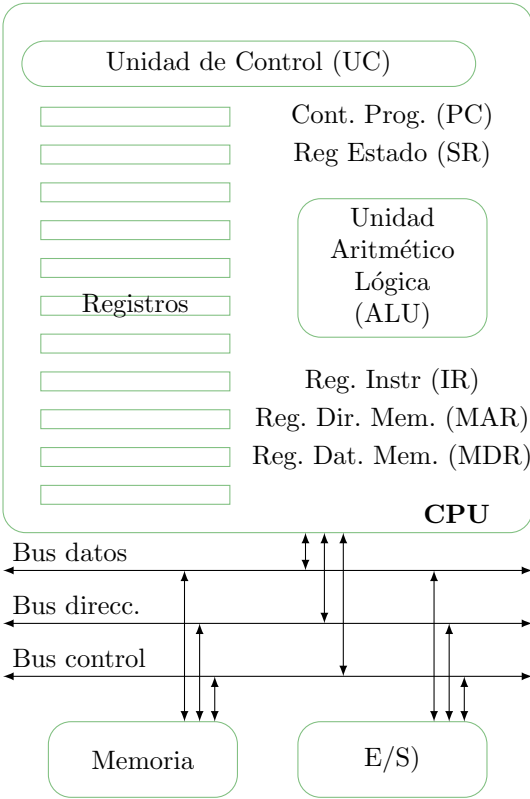 Unidad de Control (UC)
Cont. Prog. (PC)
Reg Estado (SR)
Unidad
Aritmético
Lógica
(ALU)
Registros
Reg. Instr (IR)
Reg. Dir. Mem. (MAR)
Reg. Dat. Mem. (MDR)
CPU
Bus datos
Bus direcc.
Bus control
Memoria
E/S)